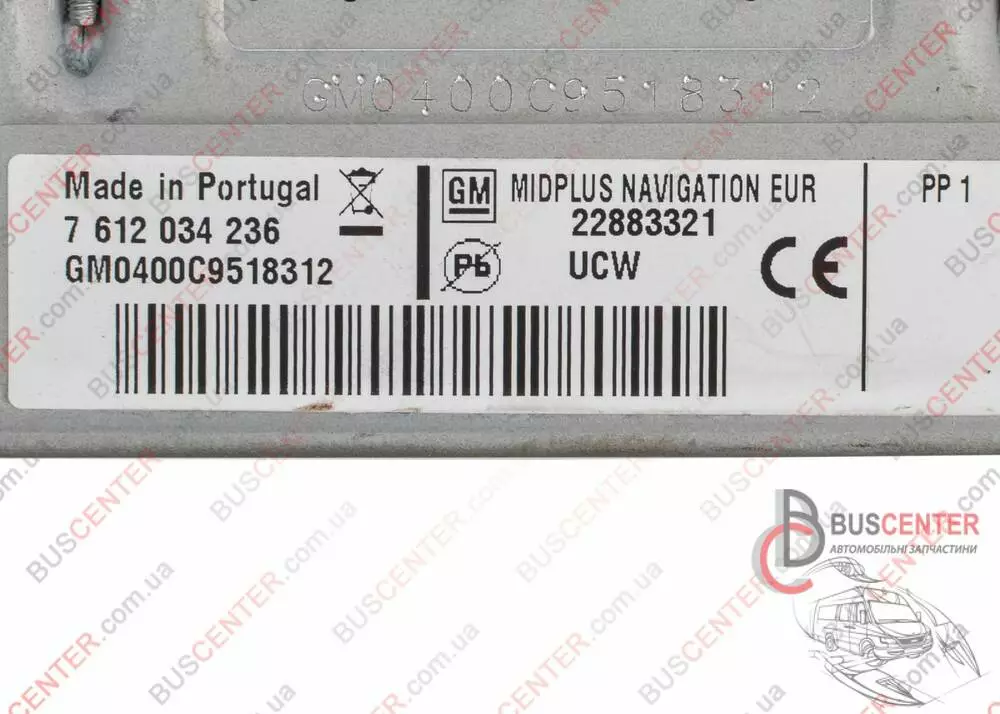 GM0400C9518312
Made in Portugal
7 612 034 236
GM0400C9518312
GM MIDPLUS NAVIGATION EUR
22883321
Pb UCW
CE
PP 1
BUSCENTER
АВТОМОБІЛЬНІ ЗАПЧАСТИНИ
BUSCENTER.com.ua